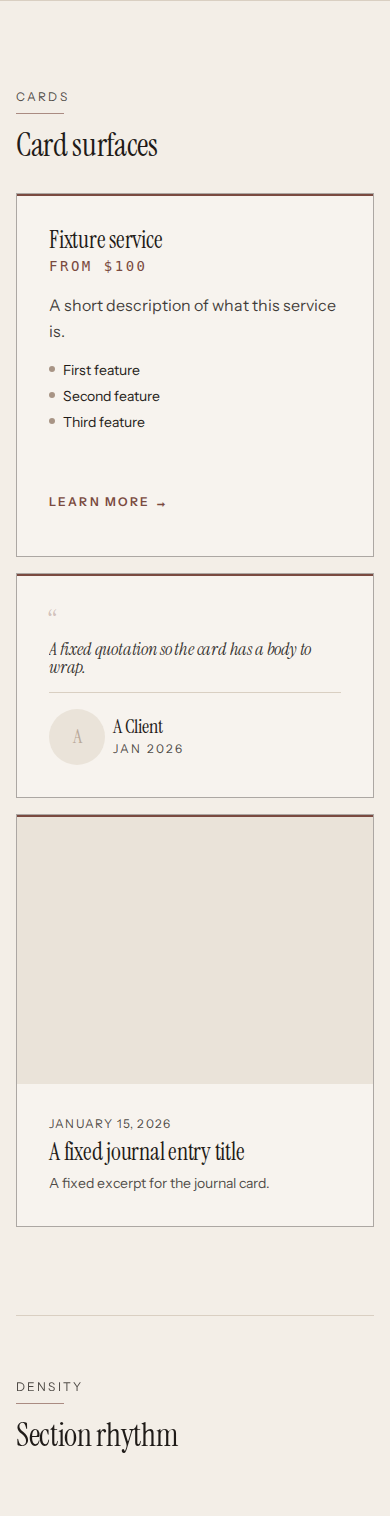 CARDS
Card surfaces
Fixture service
FROM $100
A short description of what this service
is.
First feature
Second feature
Third feature
LEARN MORE →
“
A fixed quotation so the card has a body to
wrap.
A
A Client
JAN 2026
JANUARY 15, 2026
A fixed journal entry title
A fixed excerpt for the journal card.
DENSITY
Section rhythm